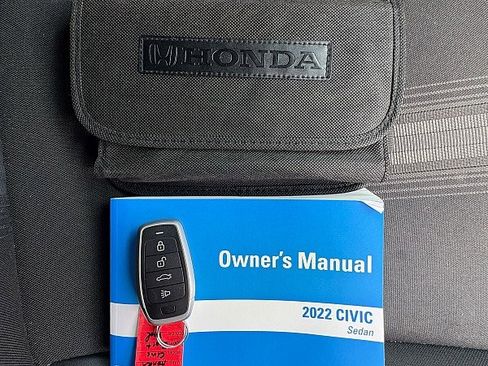 HONDA
Owner's Manual
2022 CIVIC
Sedan